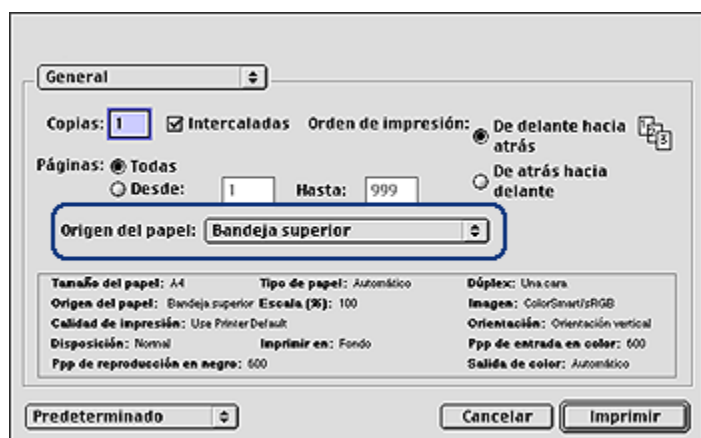 General
Copias: 1 Intercaladas Orden de impresión: De delante hacia atrás
Páginas: Todas De atrás hacia delante
Desde: 1 Hasta: 999
Origen del papel: Bandeja superior
Tamaño del papel: A4 Tipo de papel: Automático Dúplex: Una cara
Origen del papel: Bandeja superior Escala (%): 100 Imagen: ColorSmart/sRGB
Calidad de impresión: Use Printer Default Orientación: Orientación vertical
Disposición: Normal Imprimir en: Fondo Ppp de entrada en color: 600
Ppp de reproducción en negro: 600 Salida de color: Automático
Predeterminado Cancelar Imprimir